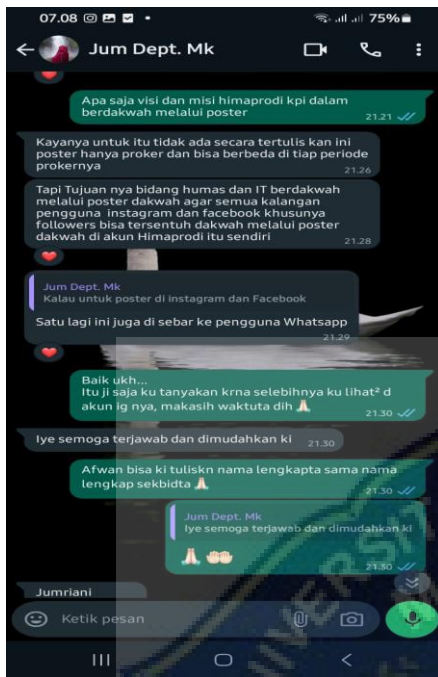 07.08
75%
Jum Dept. Mk
Apa saja visi dan misi himaprodi kpi dalam
berdakwah melalui poster
21.21
Kayanya untuk itu tidak ada secara tertulis kan ini
poster hanya proker dan bisa berbeda di tiap periode
prokernya
21.26
Tapi Tujuan nya bidang humas dan IT berdakwah
melalui poster dakwah agar semua kalangan
pengguna instagram dan facebook khusunya
followers bisa tersentuh dakwah melalui poster
dakwah di akun Himaprodi itu sendiri
21.28
Jum Dept. Mk
Kalau untuk poster di instagram dan Facebook
Satu lagi ini juga di sebar ke pengguna Whatsapp
21.29
Baik ukh...
Itu ji saja ku tanyakan krna selebihnya ku lihat² d
akun ig nya, makasih waktuta dih 🙏🏻
21.30
Iye semoga terjawab dan dimudahkan ki
21.30
Afwan bisa ki tuliskn nama lengkapta sama nama
lengkap sekbidta 🙏🏻
21.30
Jum Dept. Mk
Iye semoga terjawab dan dimudahkan ki
🙏🏻 🤲🏻
21.30
Jumriani
Ketik pesan